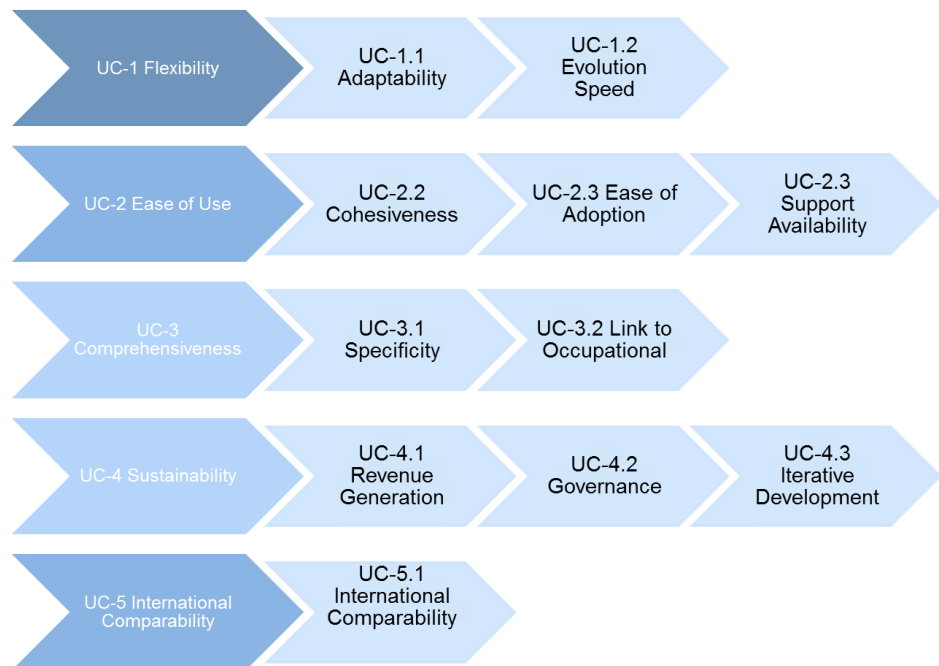 UC-1 Flexibility
UC-1.1
Adaptability
UC-1.2
Evolution
Speed
UC-2 Ease of Use
UC-2.2
Cohesiveness
UC-2.3 Ease of
Adoption
UC-2.3
Support
Availability
UC-3
Comprehensiveness
UC-3.1
Specificity
UC-3.2 Link to
Occupational
UC-4 Sustainability
UC-4.1
Revenue
Generation
UC-4.2
Governance
UC-4.3
Iterative
Development
UC-5 International
Comparability
UC-5.1
International
Comparability